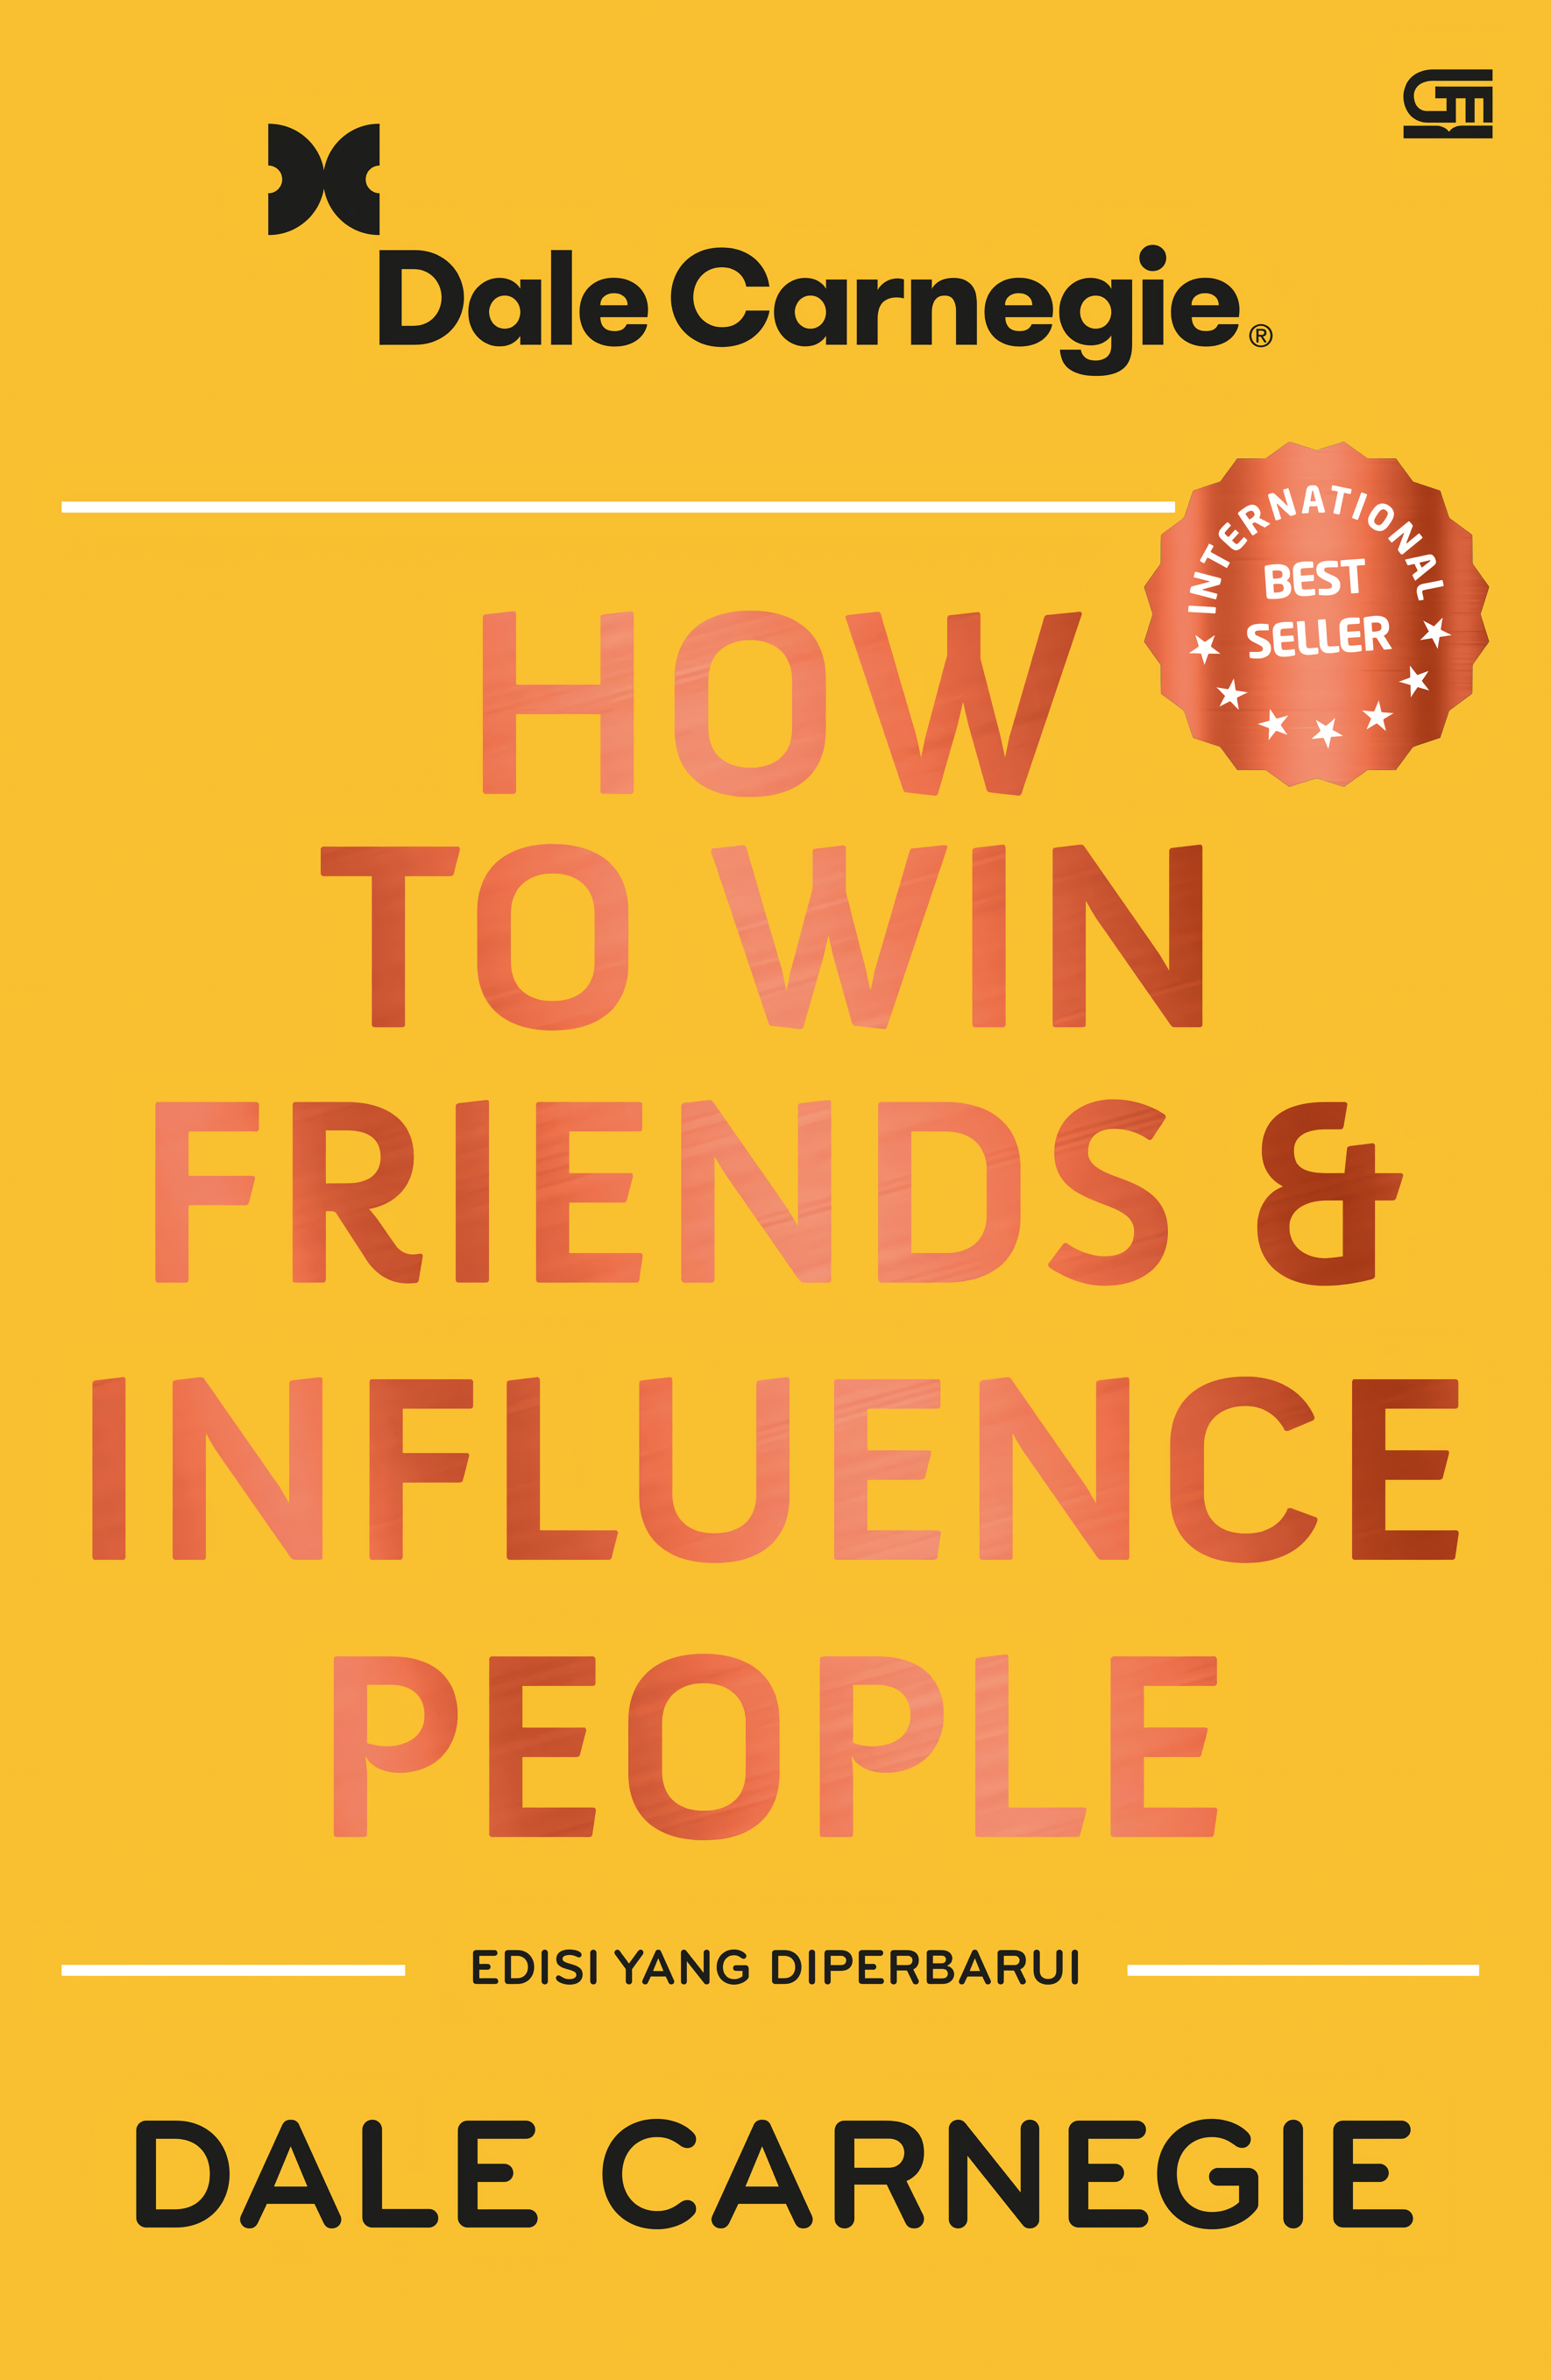 Dale Carnegie®
INTERNATIONAL
BEST
SELLER
HOW
TO WIN
FRIENDS &
INFLUENCE
PEOPLE
EDISI YANG DIPERBARUI
DALE CARNEGIE